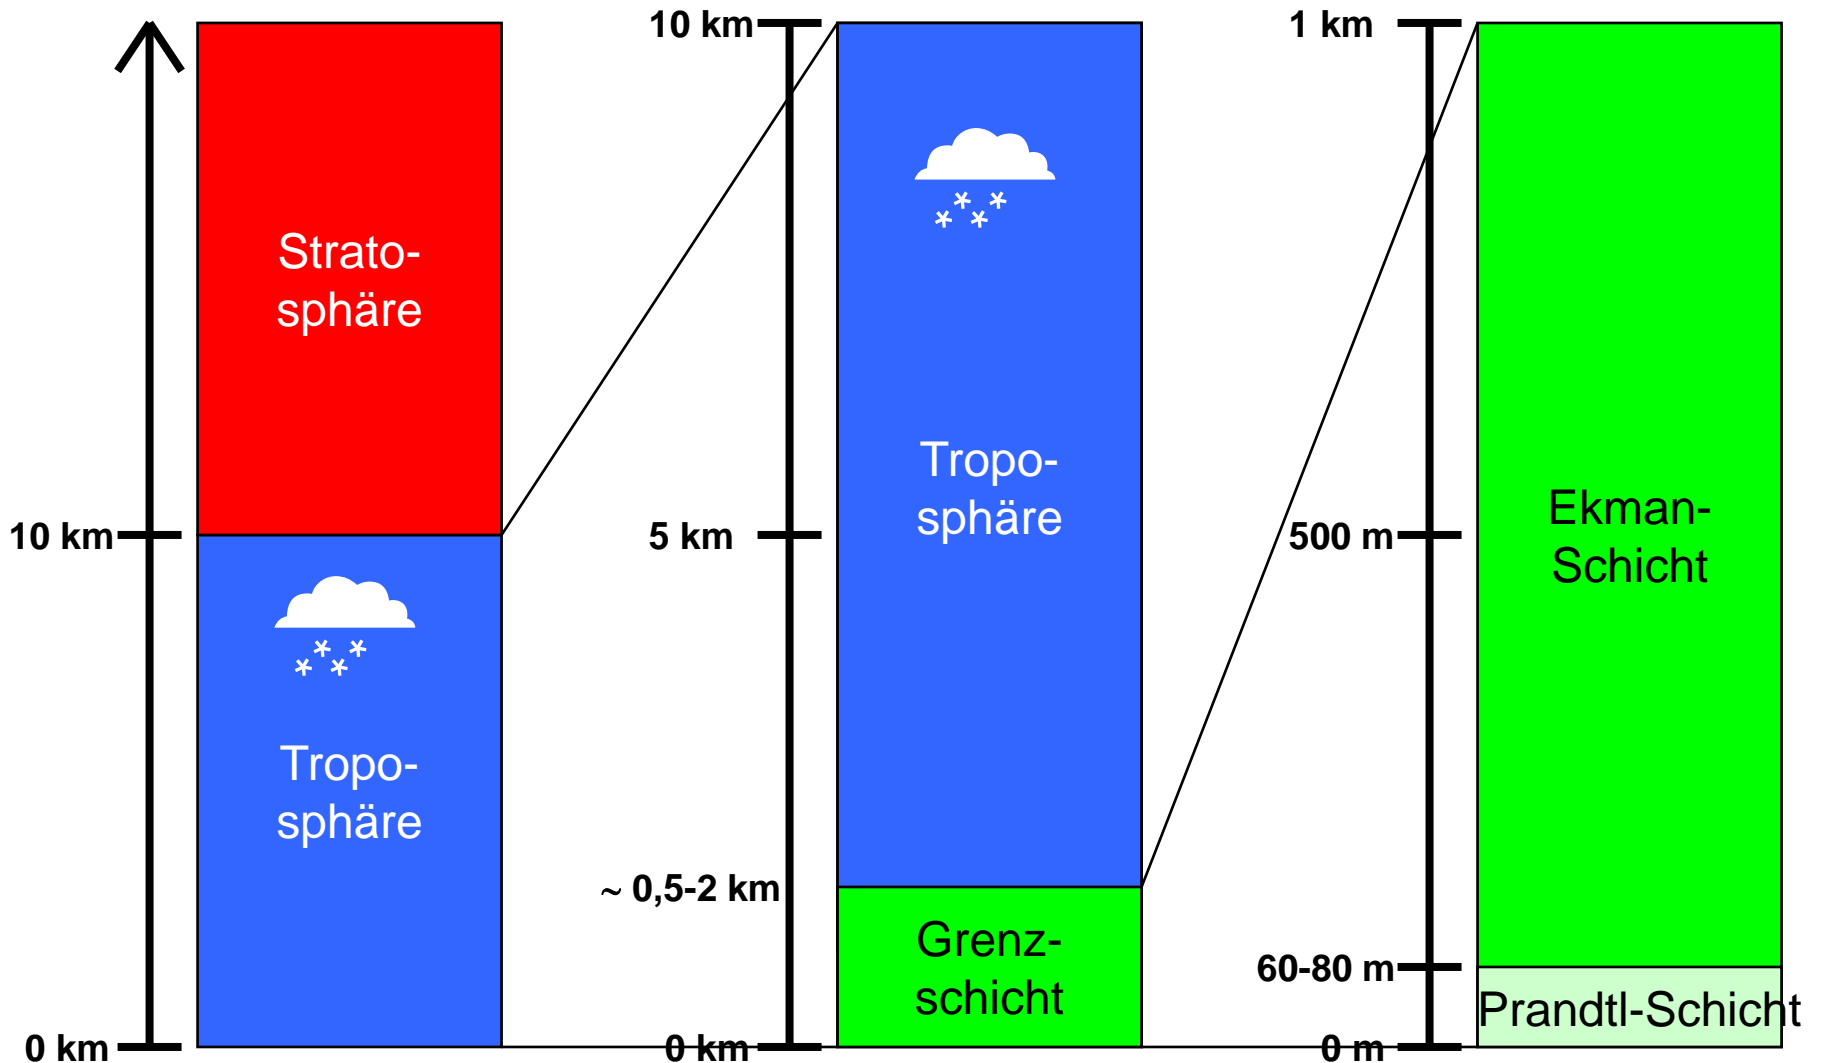 Strato-
sphäre
10 km
Tropo-
sphäre
0 km
10 km
5 km
Tropo-
sphäre
~ 0,5-2 km
Grenz-
schicht
0 km
1 km
500 m
Ekman-
Schicht
60-80 m
Prandtl-Schicht
0 m